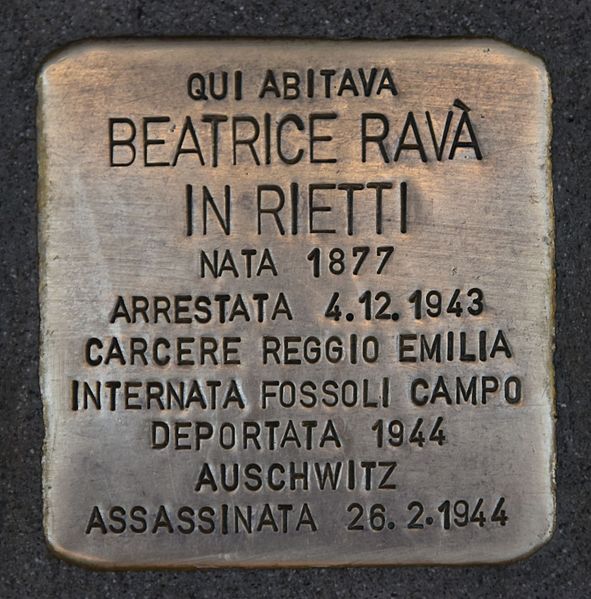 QUI ABITAVA
BEATRICE RAVÀ
IN RIETTI
NATA 1877
ARRESTATA 4.12.1943
CARCERE REGGIO EMILIA
INTERNATA FOSSOLI CAMPO
DEPORTATA 1944
AUSCHWITZ
ASSASSINATA 26.2.1944